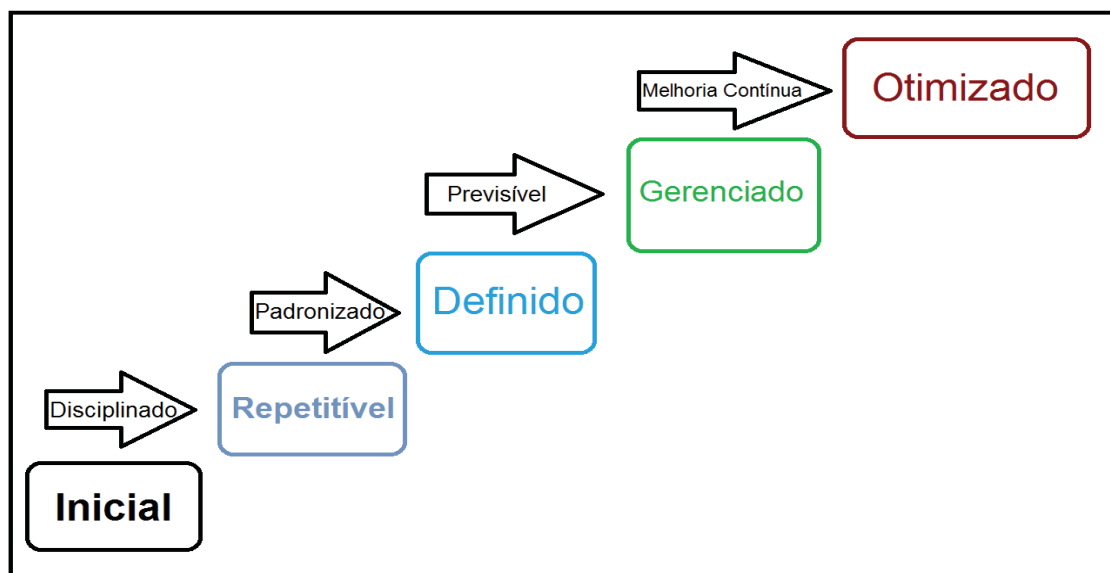 Melhoria Contínua
Otimizado
Previsível
Gerenciado
Padronizado
Definido
Disciplinado
Repetitível
Inicial